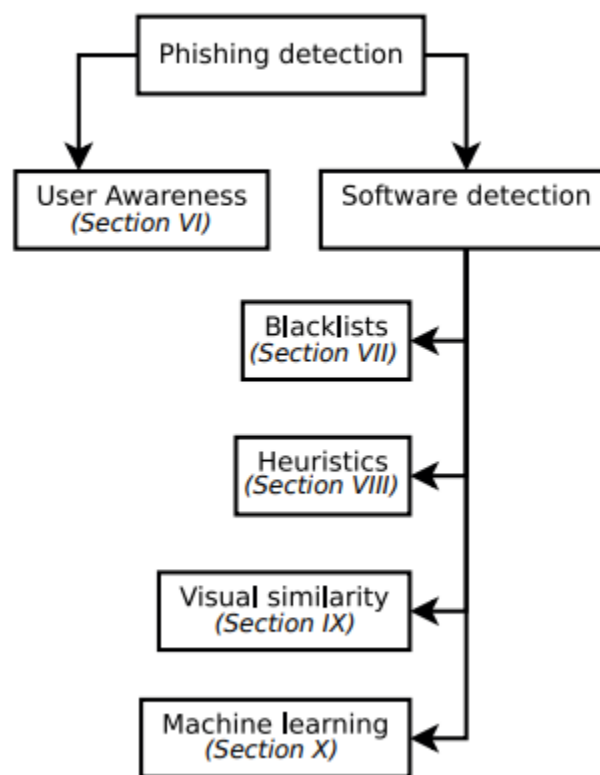 Phishing detection
User Awareness
(Section VI)
Software detection
Blacklists
(Section VII)
Heuristics
(Section VIII)
Visual similarity
(Section IX)
Machine learning
(Section X)